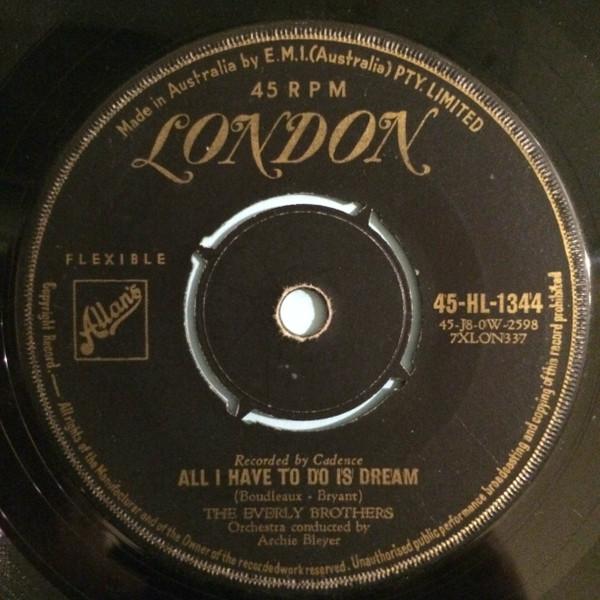 Made in Australia by E.M.I.(Australia) PTY. LIMITED
45 RPM
LONDON
FLEXIBLE
Allan's
45-HL-1344
45-J8-0W-2598
7XLON337
Recorded by Cadence
ALL I HAVE TO DO IS DREAM
(Boudleaux - Bryant)
THE EVERLY BROTHERS
Orchestra conducted by
Archie Bleyer
Copyright Record — All rights of the Manufacturer and of the Owner of the recorded work reserved. Unauthorised public performance broadcasting and copying of this record prohibited